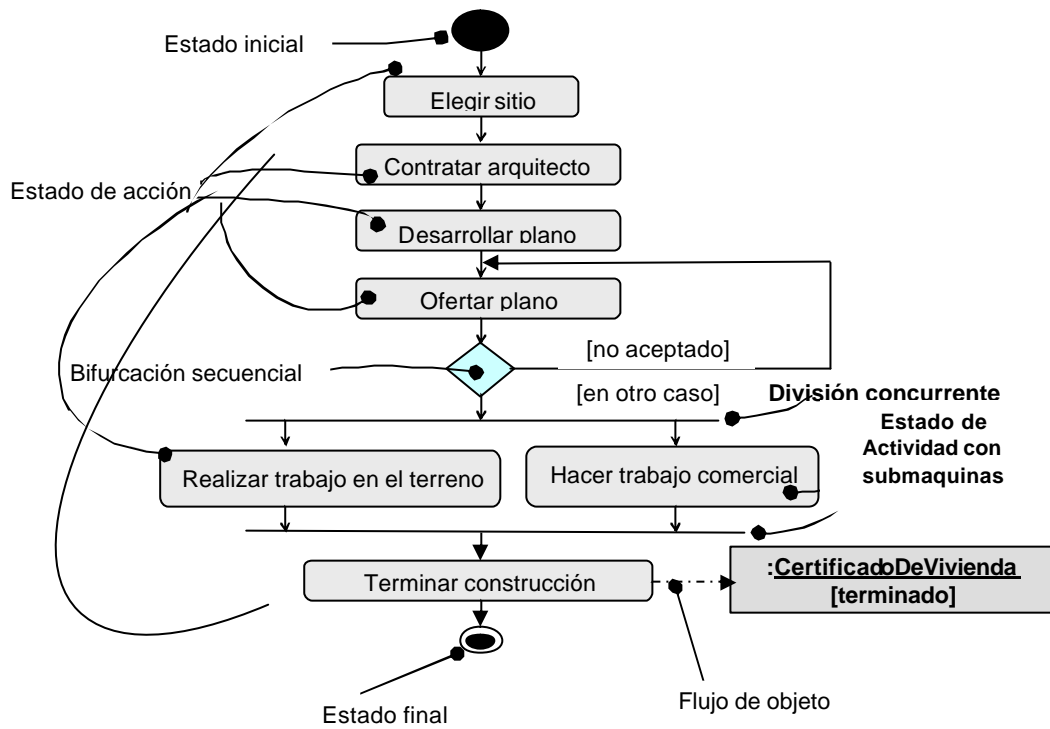 Estado inicial
Elegir sitio
Contratar arquitecto
Estado de acción
Desarrollar plano
Ofertar plano
[no aceptado]
Bifurcación secuencial
[en otro caso]
División concurrente
Estado de
Actividad con
submaquinas
Realizar trabajo en el terreno
Hacer trabajo comercial
Terminar construcción
:CertificadoDeVivienda
[terminado]
Flujo de objeto
Estado final